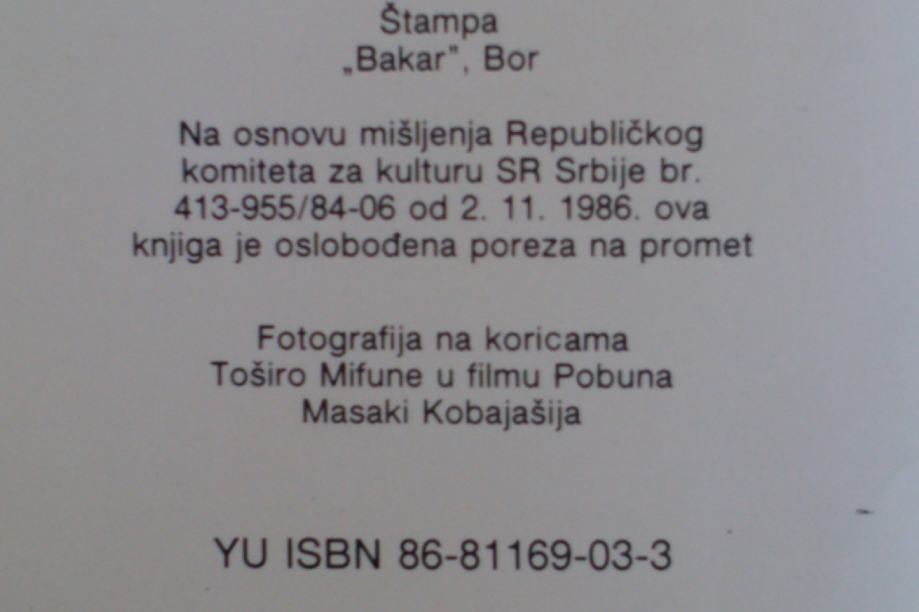 Štampa
„Bakar”, Bor
Na osnovu mišljenja Republičkog
komiteta za kulturu SR Srbije br.
413-955/84-06 od 2. 11. 1986. ova
knjiga je oslobođena poreza na promet
Fotografija na koricama
Toširo Mifune u filmu Pobuna
Masaki Kobajašija
YU ISBN 86-81169-03-3